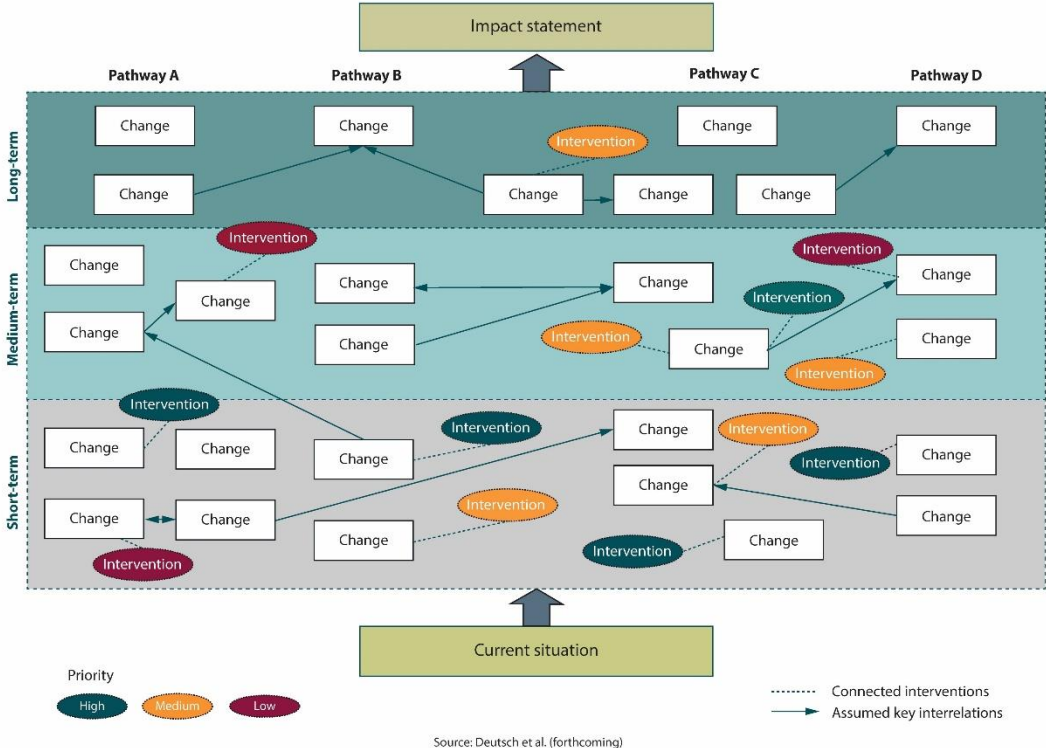 Impact statement
Pathway A
Pathway B
Pathway C
Pathway D
Long-term
Change
Change
Change
Change
Intervention
Change
Change
Change
Change
Medium-term
Intervention
Change
Change
Change
Change
Intervention
Change
Intervention
Change
Change
Intervention
Change
Change
Intervention
Short-term
Intervention
Change
Change
Change
Intervention
Change
Intervention
Change
Intervention
Change
Change
Change
Change
Intervention
Change
Change
Intervention
Intervention
Change
Current situation
Priority
High
Medium
Low
Connected interventions
Assumed key interrelations
Source: Deutsch et al. (forthcoming)